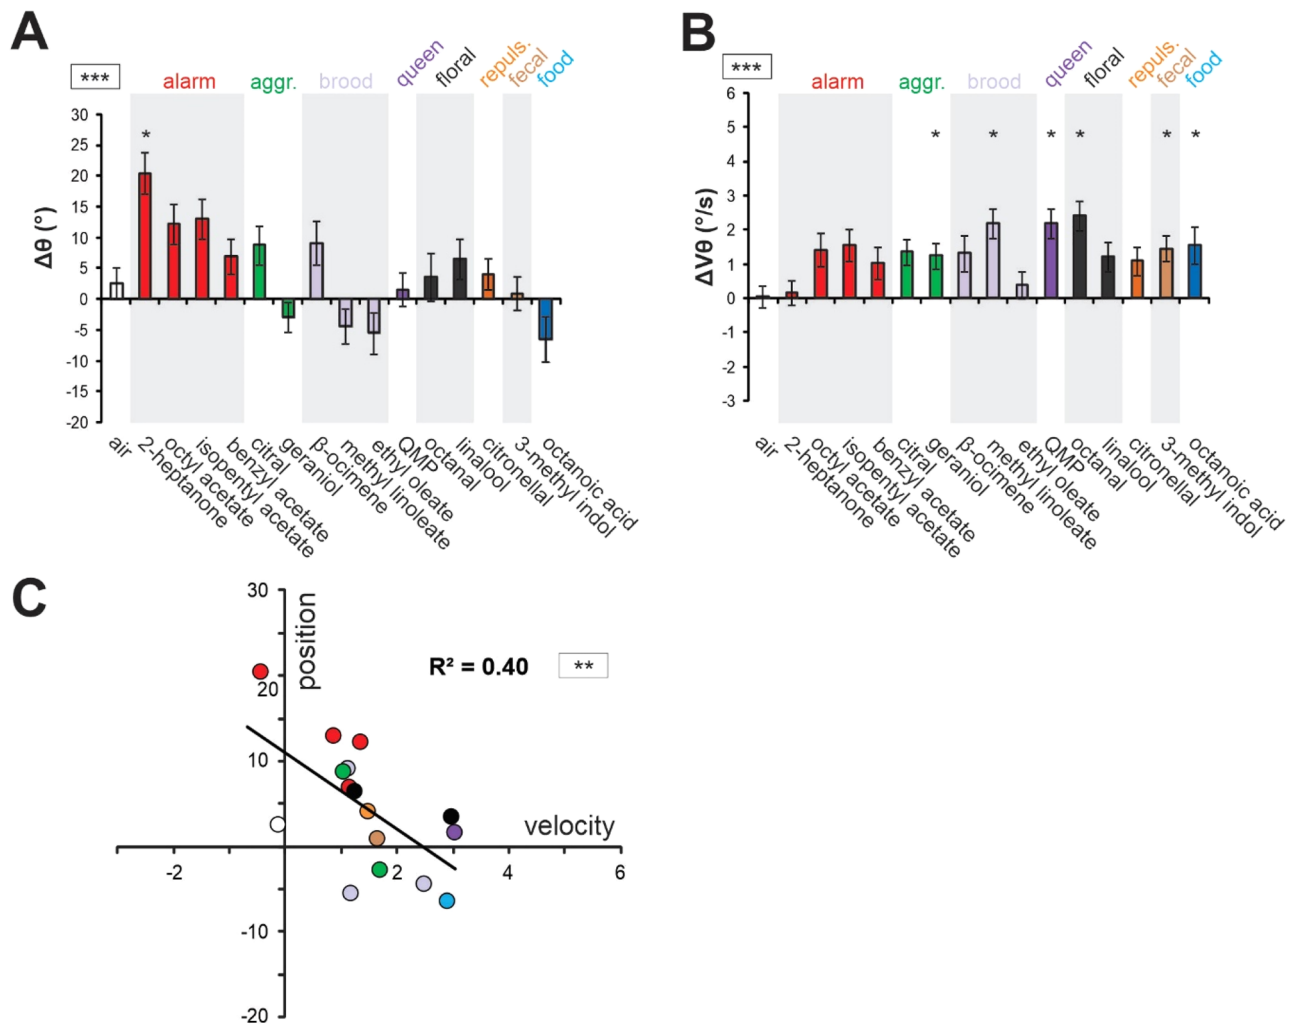 A
***
alarm
aggr.
brood
queen
floral
repuls.
fecal
food
Δθ (°)
30
25
20
15
10
5
0
-5
-10
-15
-20
*
air
2-heptanone
octyl acetate
isopentyl acetate
benzyl acetate
citral
geraniol
β-ocimene
methyl linoleate
ethyl oleate
QMP
octanal
linalool
citronellal
3-methyl indol
octanoic acid
B
***
alarm
aggr.
brood
queen
floral
repuls.
fecal
food
ΔVθ (°/s)
6
5
4
3
2
1
0
-1
-2
-3
* * * * * *
air
2-heptanone
octyl acetate
isopentyl acetate
benzyl acetate
citral
geraniol
β-ocimene
methyl linoleate
ethyl oleate
QMP
octanal
linalool
citronellal
3-methyl indol
octanoic acid
C
30
position
R² = 0.40
**
20
10
velocity
-2 2 4 6
-10
-20